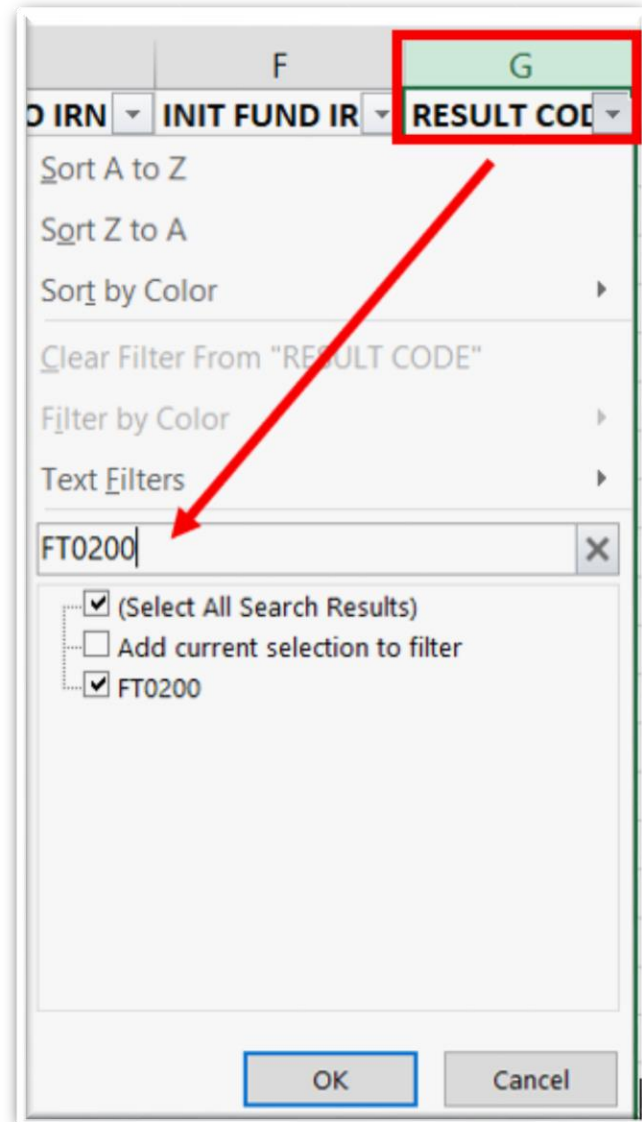 F G
O IRN INIT FUND IR RESULT COD
Sort A to Z
Sort Z to A
Sort by Color
Clear Filter From "RESULT CODE"
Filter by Color
Text Filters
FT0200
(Select All Search Results)
Add current selection to filter
FT0200
OK Cancel